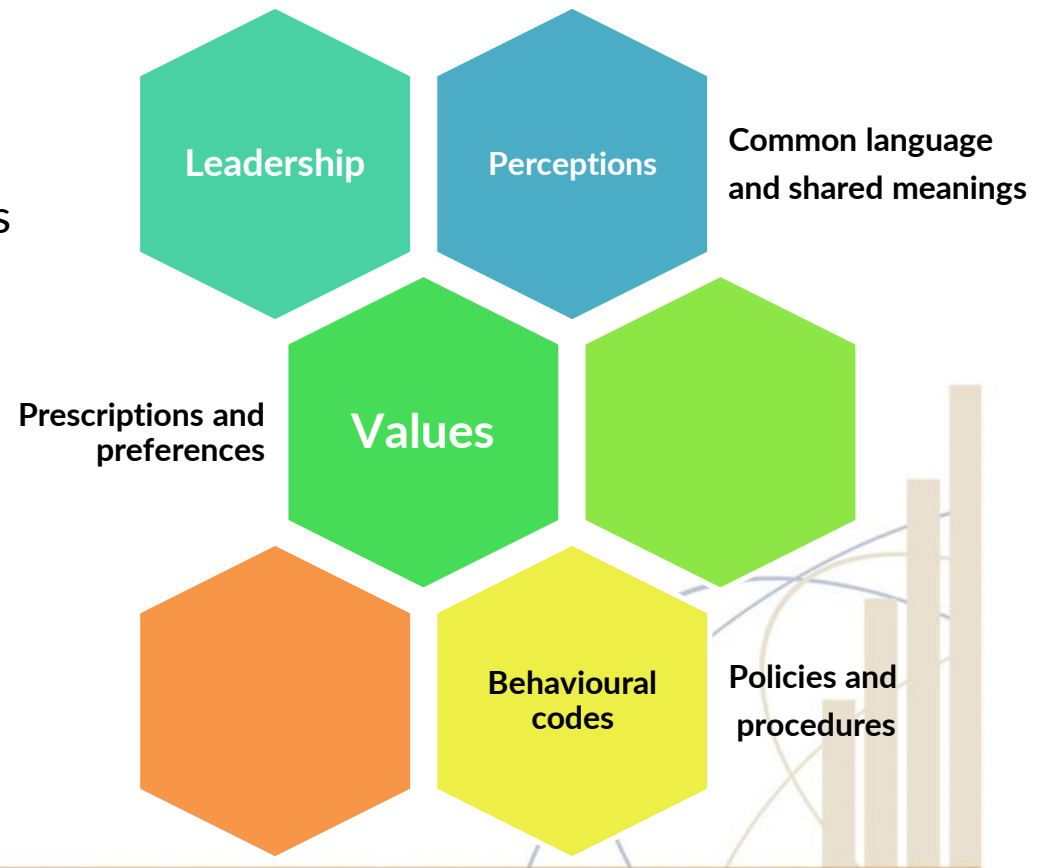 Leadership
Perceptions
Common language
and shared meanings
s
Prescriptions and
preferences
Values
Behavioural
codes
Policies and
procedures